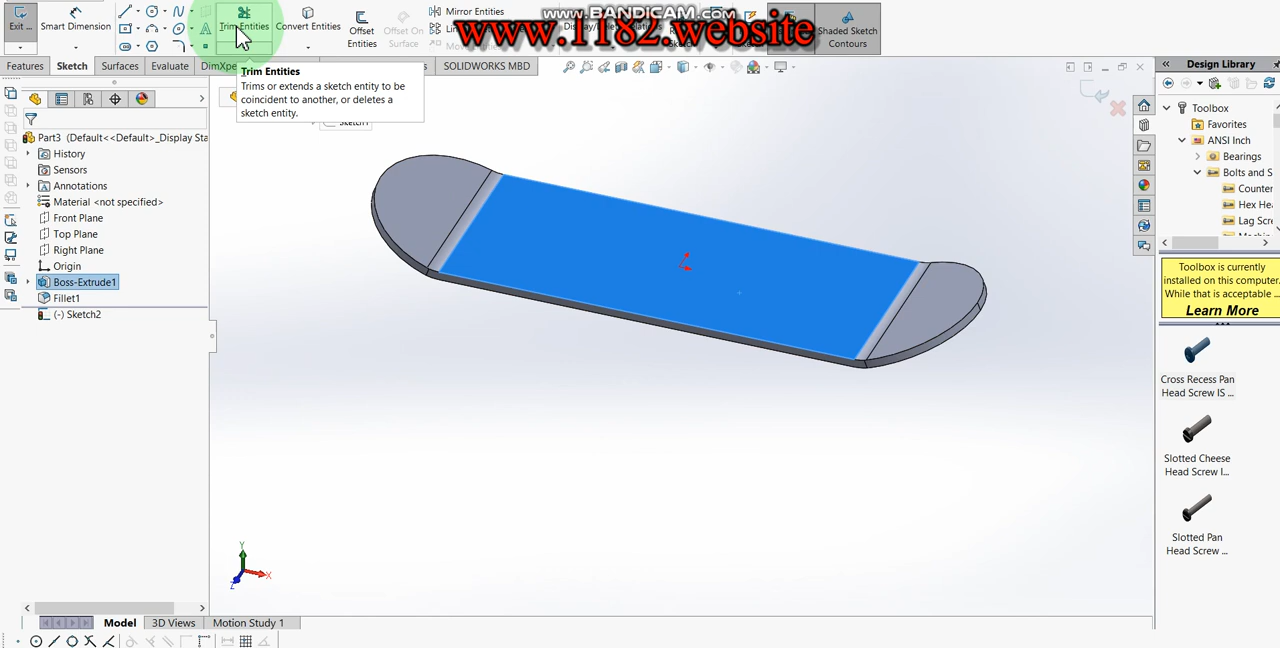 www.BANDICAM.com
www.1182.website
Exit ...
Smart Dimension
Trim Entities
Convert Entities
Offset
Entities
Offset On
Surface
Mirror Entities
Shaded Sketch
Contours
Features
Sketch
Surfaces
Evaluate
DimXpe
SOLIDWORKS MBD
Trim Entities
Trims or extends a sketch entity to be
coincident to another, or deletes a
sketch entity.
Sketch1
Part3 (Default<<Default>_Display Sta
History
Sensors
Annotations
Material <not specified>
Front Plane
Top Plane
Right Plane
Origin
Boss-Extrude1
Fillet1
(-) Sketch2
Y
X
Z
Model
3D Views
Motion Study 1
Design Library
Toolbox
Favorites
ANSI Inch
Bearings
Bolts and S
Counter
Hex He
Lag Scre
Toolbox is currently
installed on this computer.
While that is acceptable ...
Learn More
Cross Recess Pan
Head Screw IS ...
Slotted Cheese
Head Screw I...
Slotted Pan
Head Screw ...